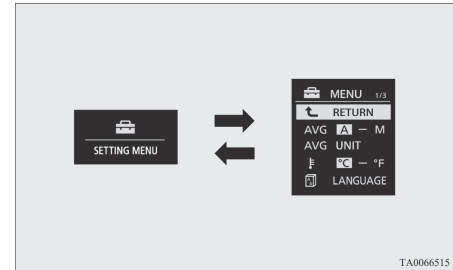 SETTING MENU
MENU 1/3
RETURN
AVG A — M
AVG UNIT
°C — °F
LANGUAGE
TA0066515